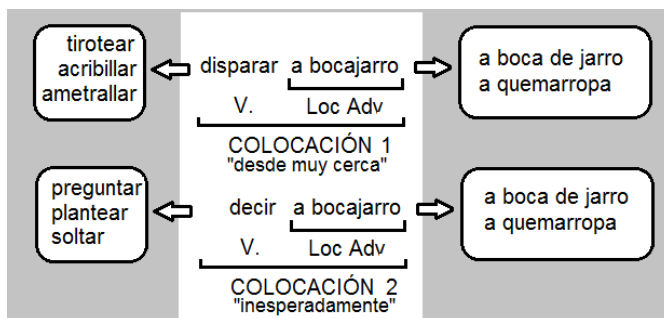 tirotear
acribillar
ametrallar
disparar a bocajarro
V. Loc Adv
COLOCACIÓN 1
"desde muy cerca"
a boca de jarro
a quemarropa
preguntar
plantear
soltar
decir a bocajarro
V. Loc Adv
COLOCACIÓN 2
"inesperadamente"
a boca de jarro
a quemarropa